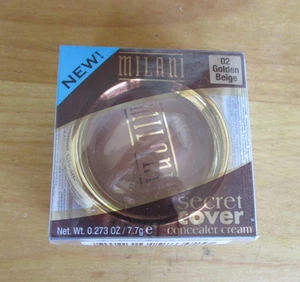 NEW!
MILANI
02
Golden
Beige
MILANI
secret
cover
concealer cream
Net. Wt. 0.273 OZ / 7.7g e